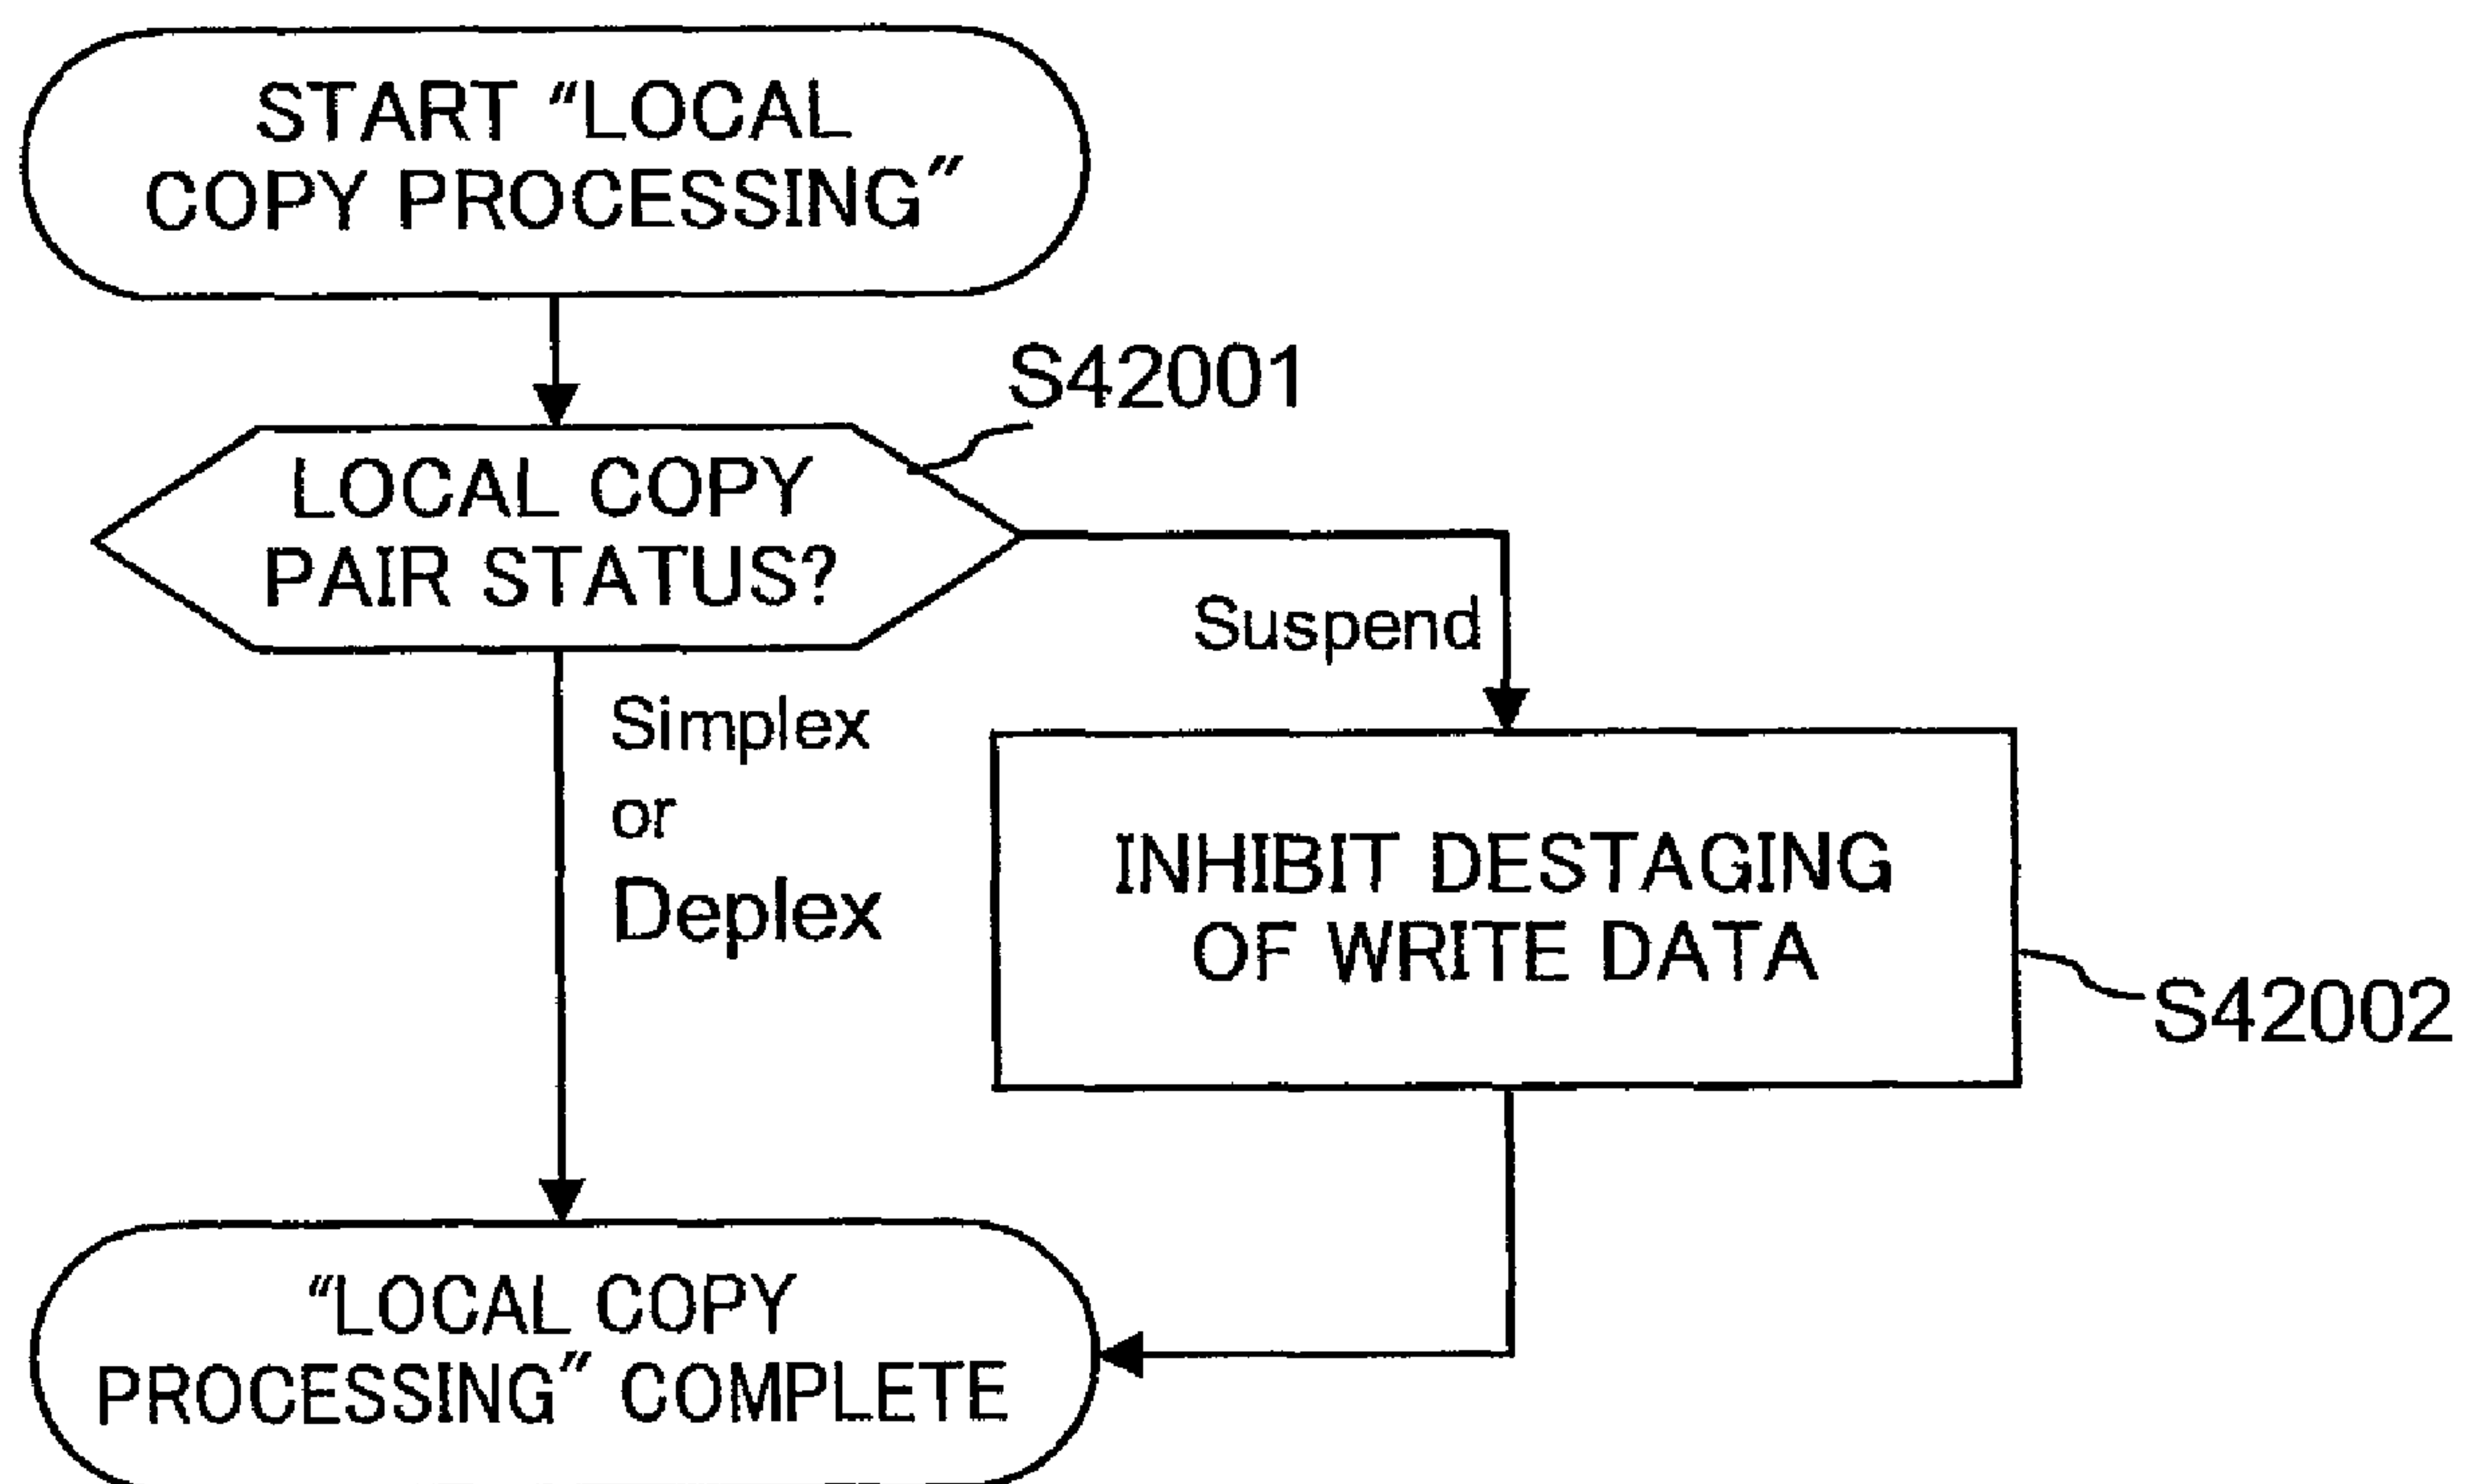 START “LOCAL
COPY PROCESSING”
S42001
LOCAL COPY
PAIR STATUS?
Suspend
Simplex
or
Deplex
INHIBIT DESTAGING
OF WRITE DATA
S42002
“LOCAL COPY
PROCESSING” COMPLETE